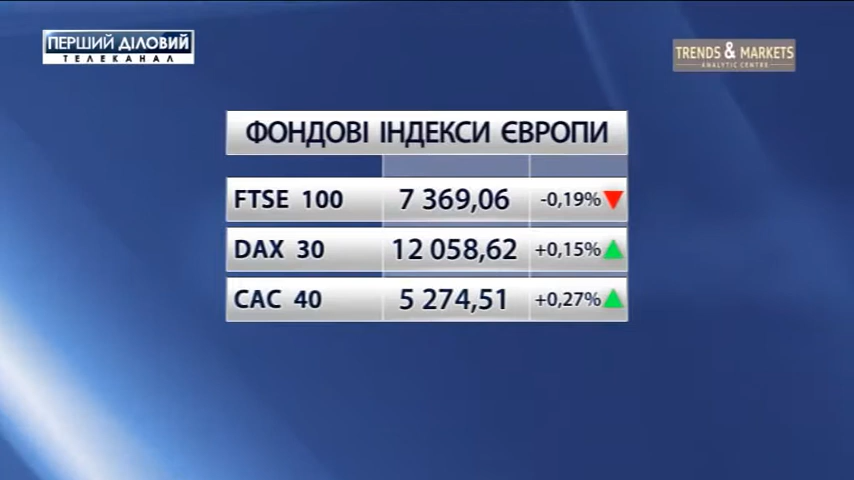 ПЕРШИЙ ДІЛОВИЙ
ТЕЛЕКАНАЛ
TRENDS & MARKETS
ANALYTIC CENTRE
ФОНДОВІ ІНДЕКСИ ЄВРОПИ
FTSE 100 7 369,06 -0,19%
DAX 30 12 058,62 +0,15%
CAC 40 5 274,51 +0,27%